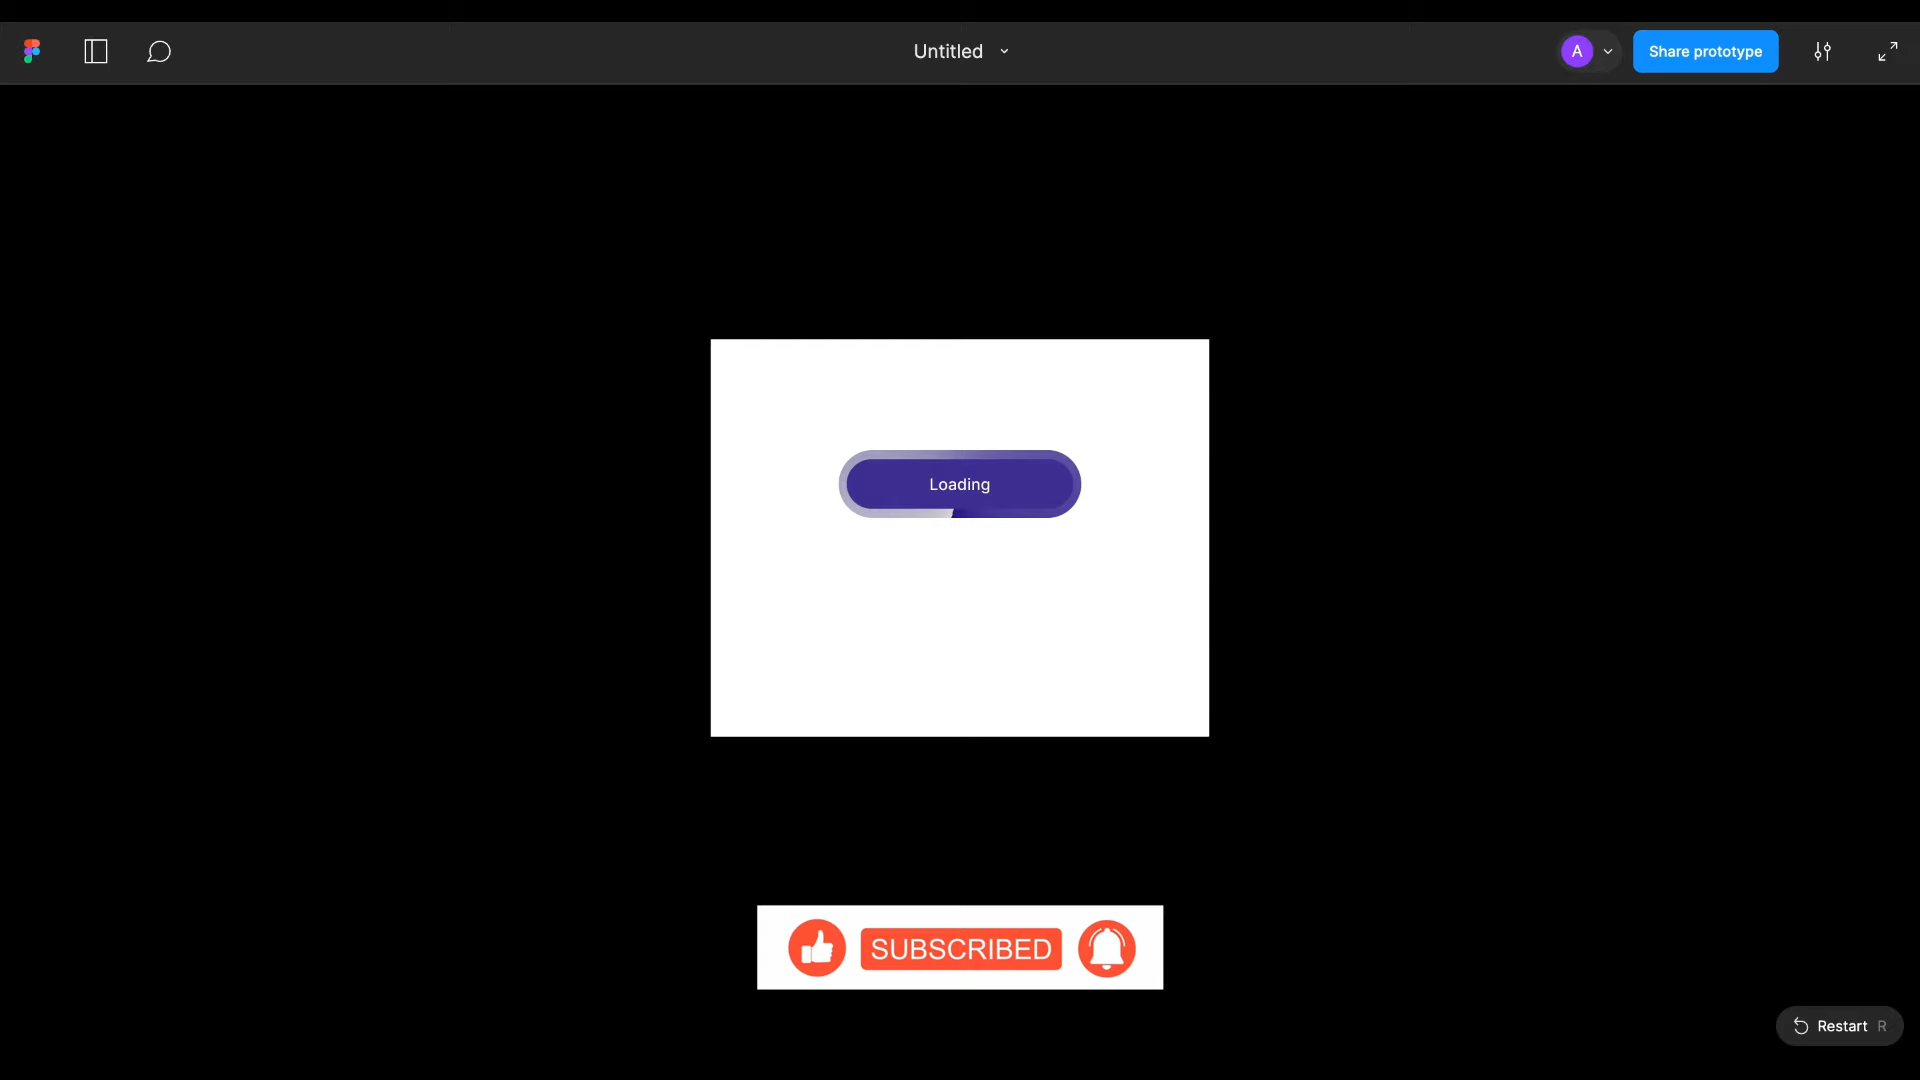 Untitled
A
Share prototype
Loading
SUBSCRIBED
Restart R